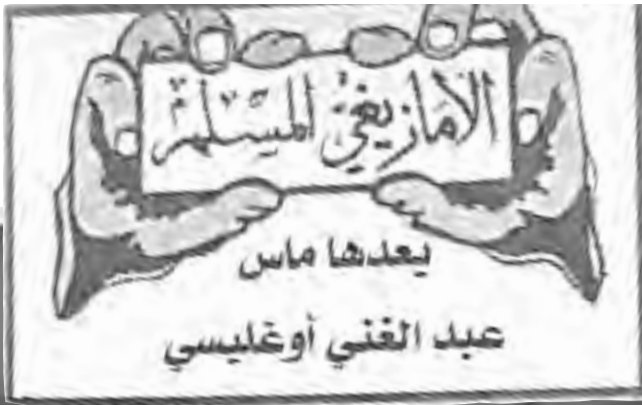 الأمازيغي المسلم
يعدها ماس
عبد الغني أوغليسي